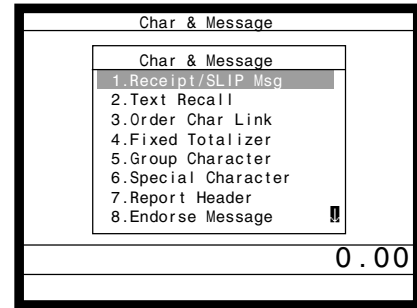 Char & Message
Char & Message
1.Receipt/SLIP Msg
2.Text Recall
3.Order Char Link
4.Fixed Totalizer
5.Group Character
6.Special Character
7.Report Header
8.Endorse Message
0.00